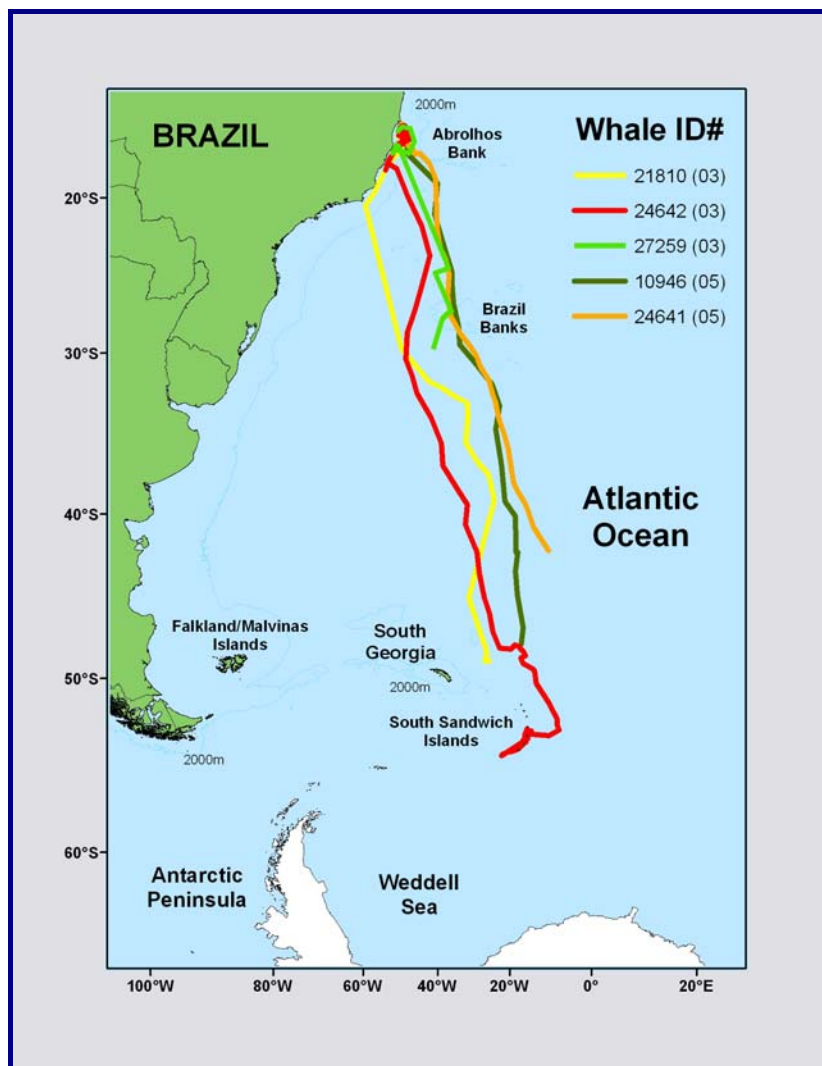 2000m
BRAZIL
Abrolhos
Bank
Whale ID#
21810 (03)
24642 (03)
27259 (03)
10946 (05)
24641 (05)
20°S
Brazil
Banks
30°S
Atlantic
Ocean
40°S
Falkland/Malvinas
Islands
South
Georgia
2000m
50°S
South Sandwich
Islands
2000m
60°S
Antarctic
Peninsula
Weddell
Sea
100°W 80°W 60°W 40°W 20°W 0° 20°E